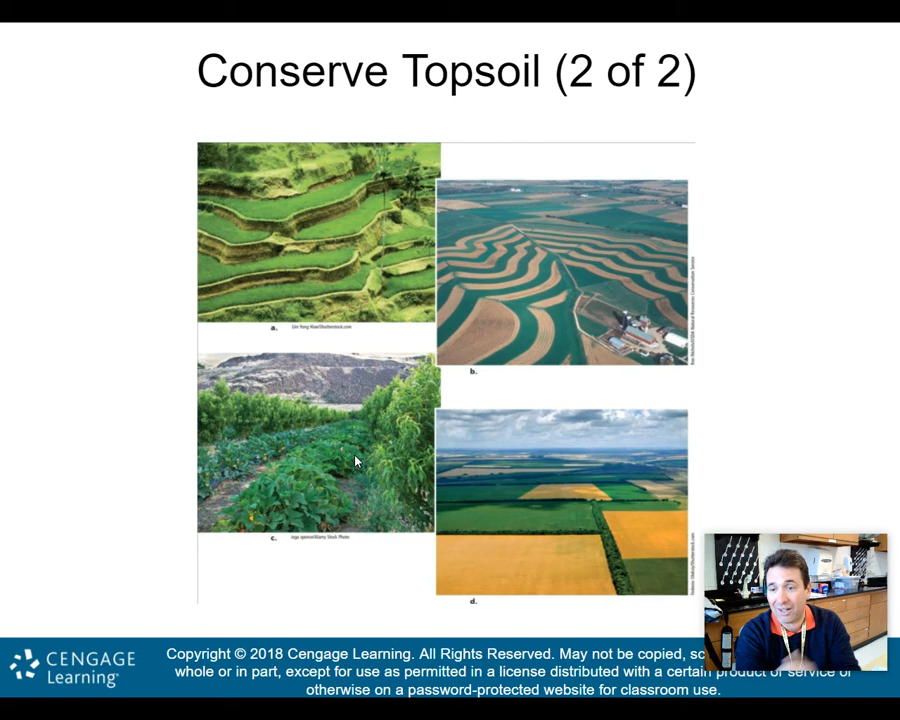 Conserve Topsoil (2 of 2)
a.
b.
c.
d.
CENGAGE
Learning
Copyright © 2018 Cengage Learning. All Rights Reserved. May not be copied, sc
whole or in part, except for use as permitted in a license distributed with a certain product or service or
otherwise on a password-protected website for classroom use.